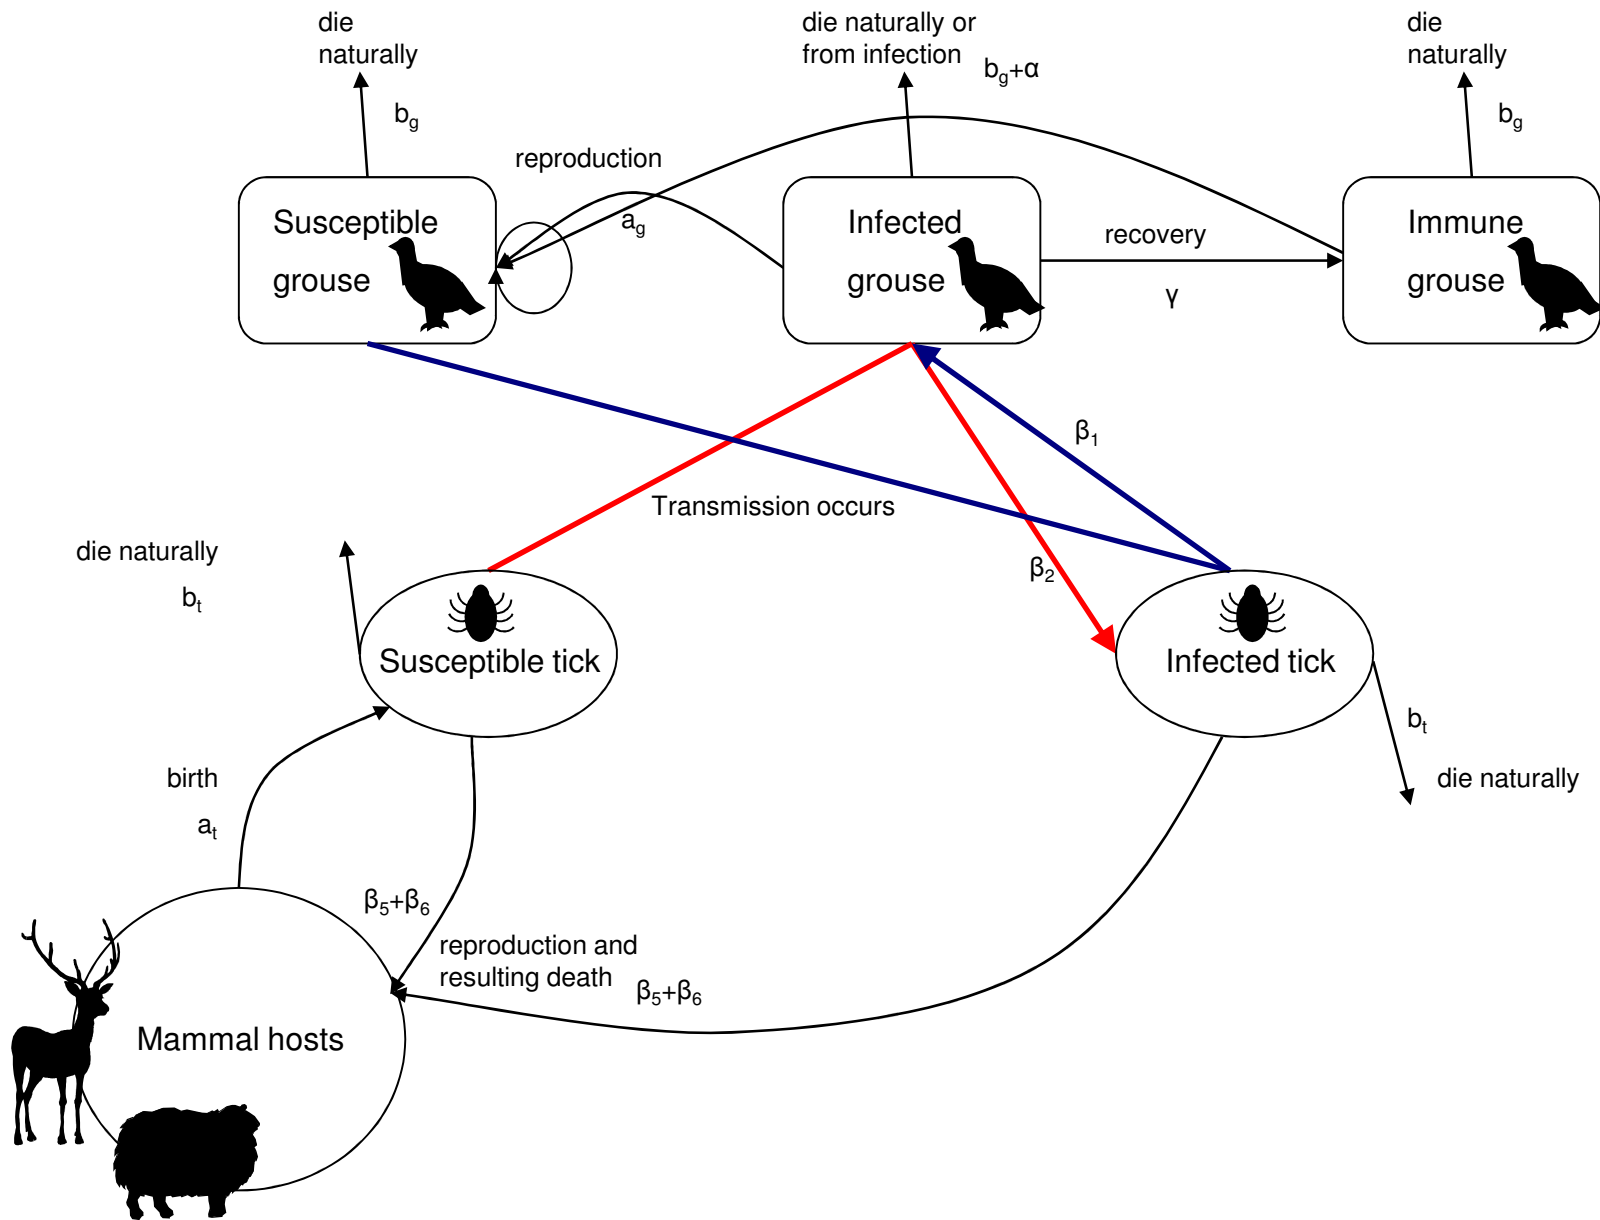 die
naturally
b_g
die naturally or
from infection
b_g+α
die
naturally
b_g
reproduction
a_g
Susceptible
grouse
Infected
grouse
recovery
γ
Immune
grouse
β_1
Transmission occurs
β_2
die naturally
b_t
Susceptible tick
Infected tick
b_t
die naturally
birth
a_t
β_5+β_6
reproduction and
resulting death
β_5+β_6
Mammal hosts